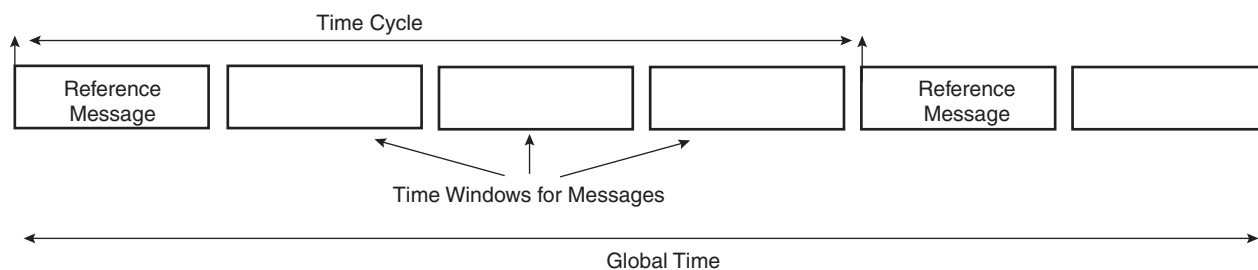 Time Cycle
Reference
Message
Reference
Message
Time Windows for Messages
Global Time